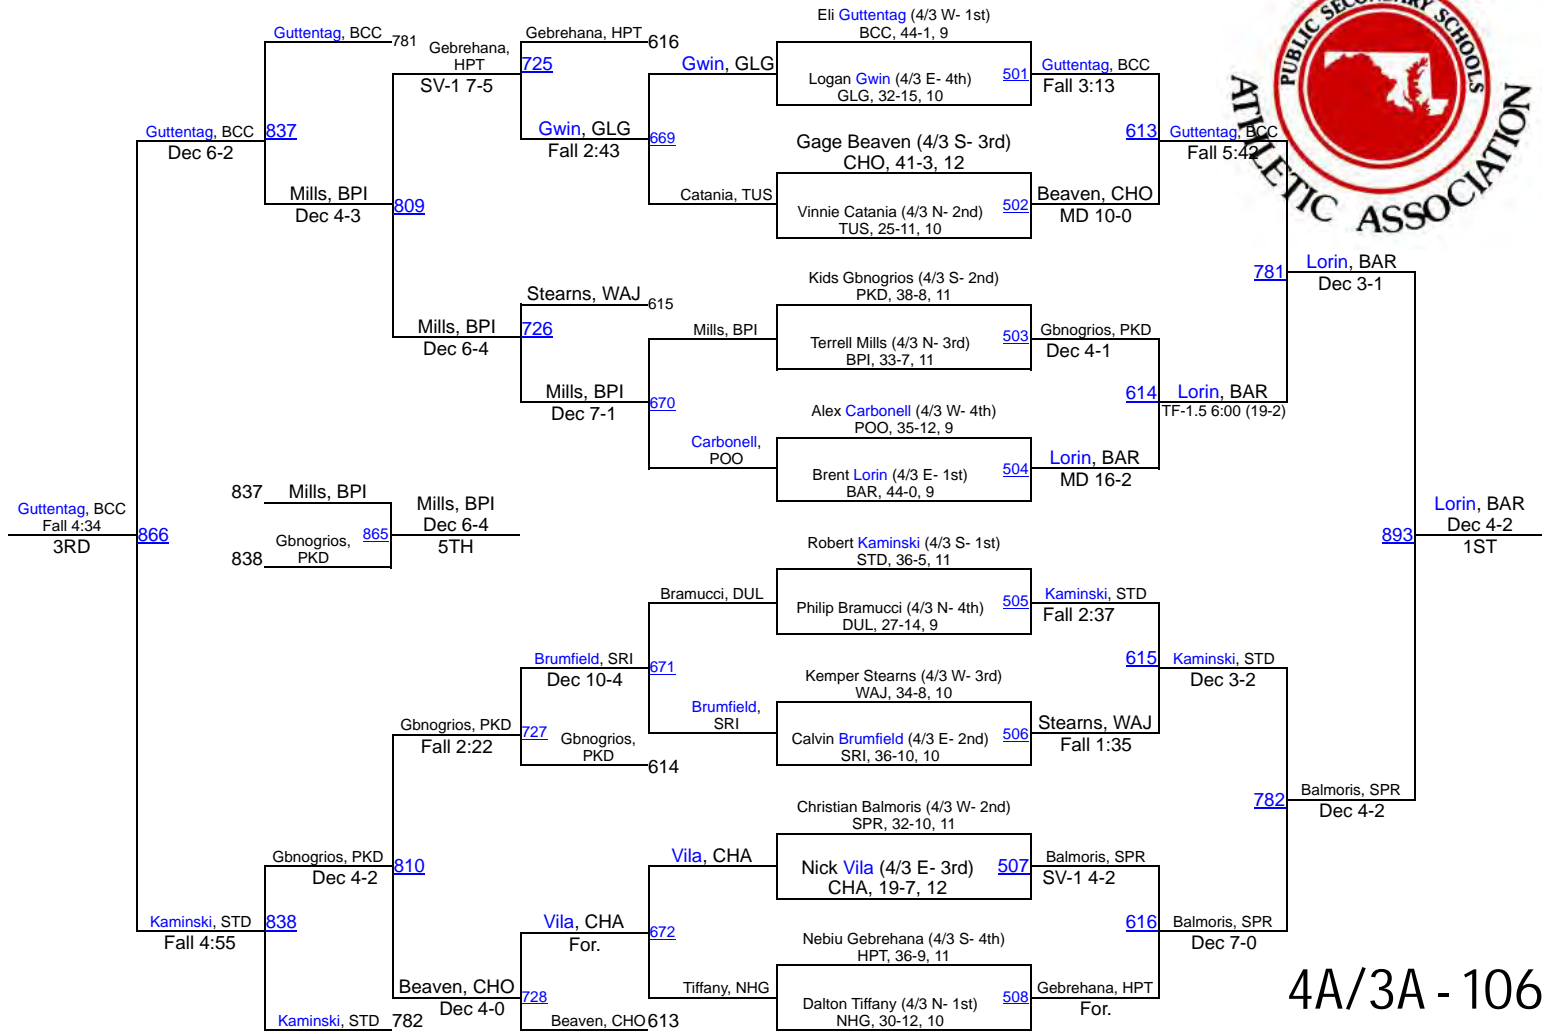 PUBLIC SECONDARY SCHOOLS
ATHLETIC ASSOCIATION
Guttentag, BCC
781
837
Guttentag, BCC
Dec 6-2
Mills, BPI
Dec 4-3
809
Gebrehana,
HPT
SV-1 7-5
Gebrehana, HPT
616
725
Gwin, GLG
Fall 2:43
669
Gwin, GLG
Catania, TUS
Eli Guttentag (4/3 W- 1st)
BCC, 44-1, 9
Logan Gwin (4/3 E- 4th)
GLG, 32-15, 10
501
Guttentag, BCC
Fall 3:13
Gage Beaven (4/3 S- 3rd)
CHO, 41-3, 12
Vinnie Catania (4/3 N- 2nd)
TUS, 25-11, 10
502
Beaven, CHO
MD 10-0
613
Guttentag, BCC
Fall 5:42
Mills, BPI
Dec 6-4
Stearns, WAJ
615
726
Mills, BPI
Dec 7-1
670
Mills, BPI
Carbonell,
POO
Kids Gbnogrios (4/3 S- 2nd)
PKD, 38-8, 11
Terrell Mills (4/3 N- 3rd)
BPI, 33-7, 11
503
Gbnogrios, PKD
Dec 4-1
Alex Carbonell (4/3 W- 4th)
POO, 35-12, 9
Brent Lorin (4/3 E- 1st)
BAR, 44-0, 9
504
Lorin, BAR
MD 16-2
614
Lorin, BAR
TF-1.5 6:00 (19-2)
781
Lorin, BAR
Dec 3-1
Guttentag, BCC
Fall 4:34
3RD
866
837
Mills, BPI
838
Gbnogrios,
PKD
865
Mills, BPI
Dec 6-4
5TH
893
Lorin, BAR
Dec 4-2
1ST
Robert Kaminski (4/3 S- 1st)
STD, 36-5, 11
Philip Bramucci (4/3 N- 4th)
DUL, 27-14, 9
505
Kaminski, STD
Fall 2:37
Bramucci, DUL
Brumfield, SRI
Dec 10-4
671
Brumfield,
SRI
Kemper Stearns (4/3 W- 3rd)
WAJ, 34-8, 10
Calvin Brumfield (4/3 E- 2nd)
SRI, 36-10, 10
506
Stearns, WAJ
Fall 1:35
615
Kaminski, STD
Dec 3-2
Gbnogrios, PKD
Fall 2:22
727
Gbnogrios,
PKD
614
782
Balmoris, SPR
Dec 4-2
Christian Balmoris (4/3 W- 2nd)
SPR, 32-10, 11
Nick Vila (4/3 E- 3rd)
CHA, 19-7, 12
507
Balmoris, SPR
SV-1 4-2
Vila, CHA
Gbnogrios, PKD
Dec 4-2
810
Kaminski, STD
Fall 4:55
838
Vila, CHA
For.
672
Nebiu Gebrehana (4/3 S- 4th)
HPT, 36-9, 11
Dalton Tiffany (4/3 N- 1st)
NHG, 30-12, 10
508
Gebrehana, HPT
For.
616
Balmoris, SPR
Dec 7-0
Tiffany, NHG
Beaven, CHO
Dec 4-0
728
Beaven, CHO
613
Kaminski, STD
782
4A/3A - 106